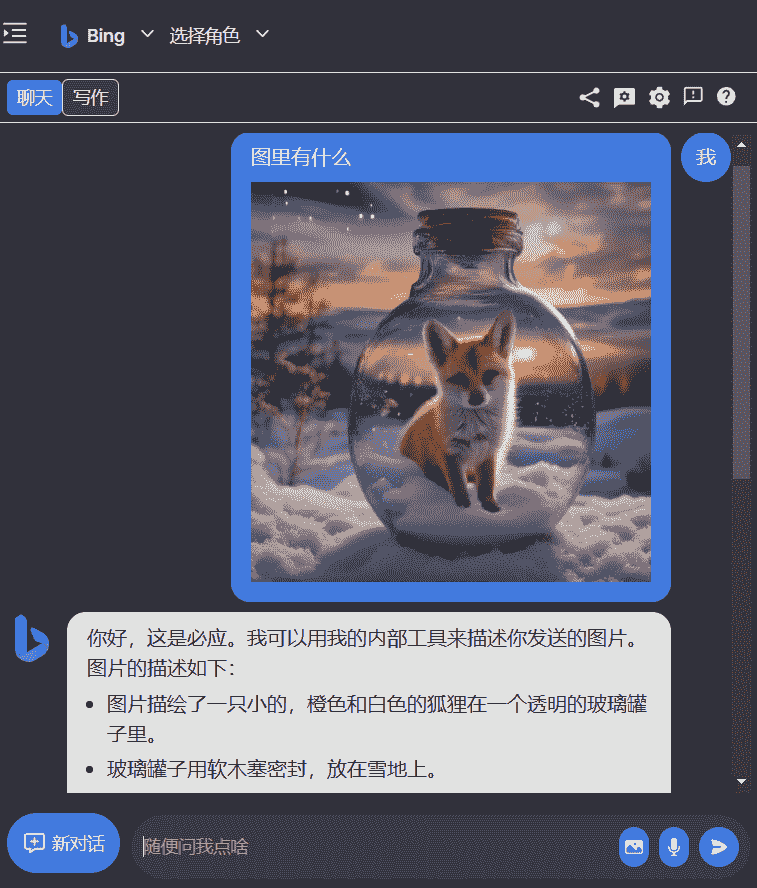 Bing 选择角色
聊天 写作
图里有什么
我
你好，这是必应。我可以用我的内部工具来描述你发送的图片。
图片的描述如下：
图片描绘了一只小的，橙色和白色的狐狸在一个透明的玻璃罐
子里。
玻璃罐子用软木塞密封，放在雪地上。
新对话
随便问我点啥